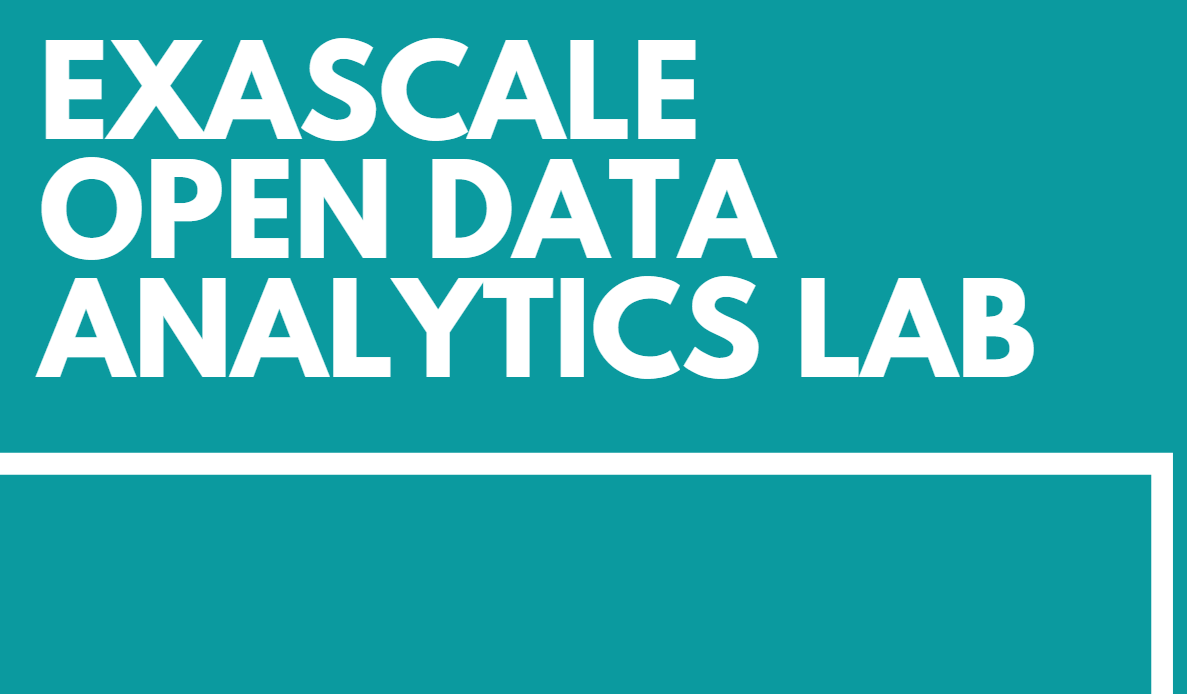 EXASCALE
OPEN DATA
ANALYTICS LAB